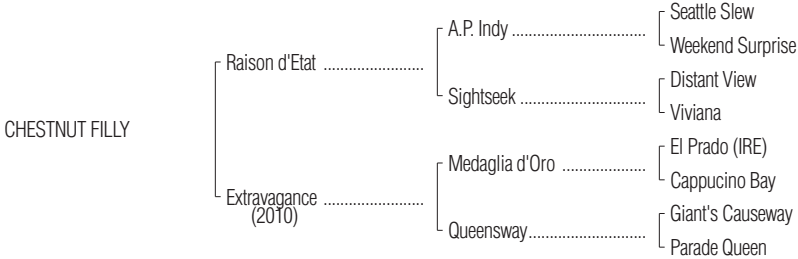 Seattle Slew
A.P. Indy ..................................
Weekend Surprise
Raison d'Etat .........................
Distant View
Sightseek ................................
Viviana
CHESTNUT FILLY
El Prado (IRE)
Medaglia d'Oro .....................
Cappucino Bay
Extravagance .........................
(2010)
Giant's Causeway
Queensway..............................
Parade Queen